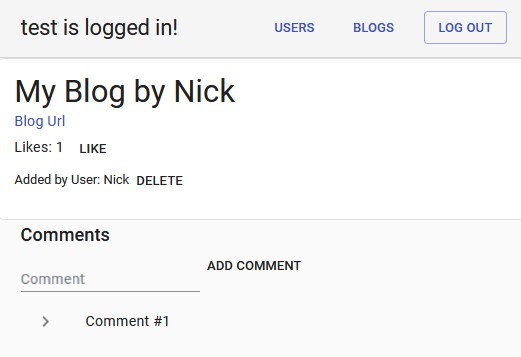 test is logged in! USERS BLOGS LOG OUT
My Blog by Nick
Blog Url
Likes: 1 LIKE
Added by User: Nick DELETE
Comments
ADD COMMENT
Comment
Comment #1